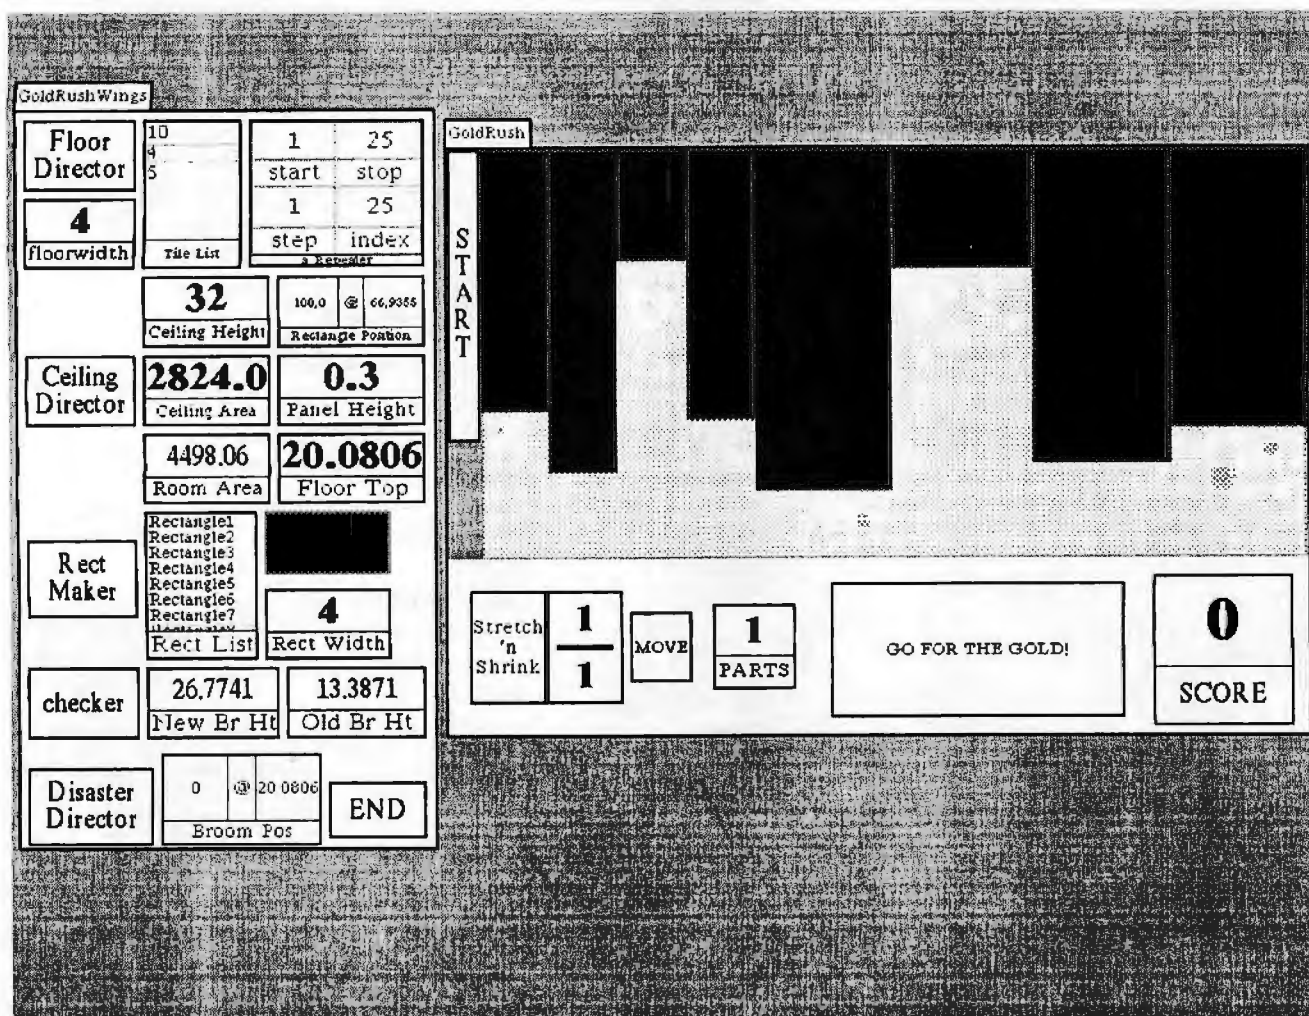 GoldRushWings
Floor
Director
10
4
5
Tile List
1
25
start
stop
1
25
step
index
a Repeater
4
floorwidth
32
Ceiling Height
100.0 @ 66.9355
Rectangle Position
Ceiling
Director
2824.0
Ceiling Area
0.3
Panel Height
4498.06
Room Area
20.0806
Floor Top
Rect
Maker
Rectangle1
Rectangle2
Rectangle3
Rectangle4
Rectangle5
Rectangle6
Rectangle7
Rect List
4
Rect Width
checker
26.7741
New Br Ht
13.3871
Old Br Ht
Disaster
Director
0 @ 20.0806
Broom Pos
END
GoldRush
START
Stretch
'n
Shrink
1
1
MOVE
1
PARTS
GO FOR THE GOLD!
0
SCORE